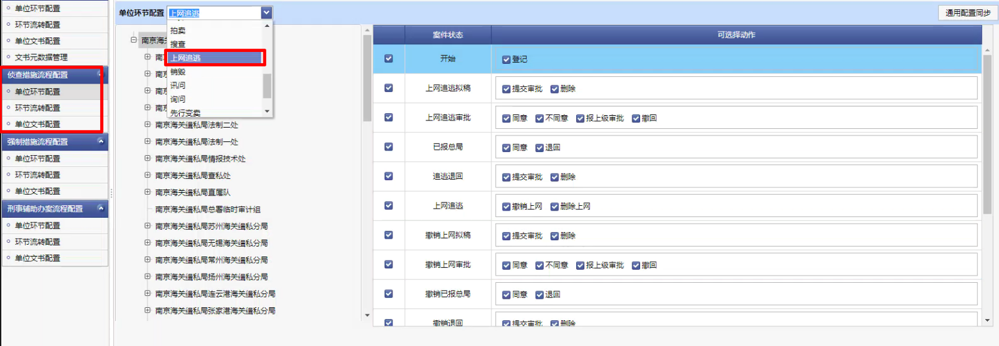 单位环节配置
环节流转配置
单位文书配置
文书元数据管理
侦查措施流程配置
单位环节配置
环节流转配置
单位文书配置
强制措施流程配置
单位环节配置
环节流转配置
单位文书配置
刑事辅助办案流程配置
单位环节配置
环节流转配置
单位文书配置
单位环节配置 上网追逃
通用配置同步
拍卖
搜查
上网追逃
销毁
讯问
询问
先行变卖
南京海
南
南
南
南
南京海关缉私局法制二处
南京海关缉私局法制一处
南京海关缉私局情报技术处
南京海关缉私局查私处
南京海关缉私局直属队
南京海关缉私局总署临时审计组
南京海关缉私局苏州海关缉私分局
南京海关缉私局无锡海关缉私分局
南京海关缉私局常州海关缉私分局
南京海关缉私局扬州海关缉私分局
南京海关缉私局连云港海关缉私分局
南京海关缉私局张家港海关缉私分局
案件状态 可选择动作
开始 登记
上网追逃拟稿 提交审批 删除
上网追逃审批 同意 不同意 报上级审批 撤回
已报总局 同意 退回
追逃退回 提交审批 删除
上网追逃 撤销上网 删除上网
撤销上网拟稿 提交审批 删除
撤销上网审批 同意 不同意 报上级审批 撤回
撤销已报总局 同意 退回
撤销退回 提交审批 删除